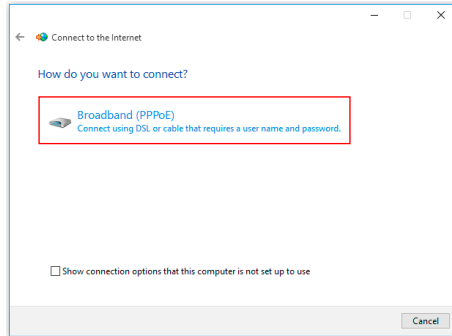 Connect to the Internet
How do you want to connect?
Broadband (PPPoE)
Connect using DSL or cable that requires a user name and password.
Show connection options that this computer is not set up to use
Cancel